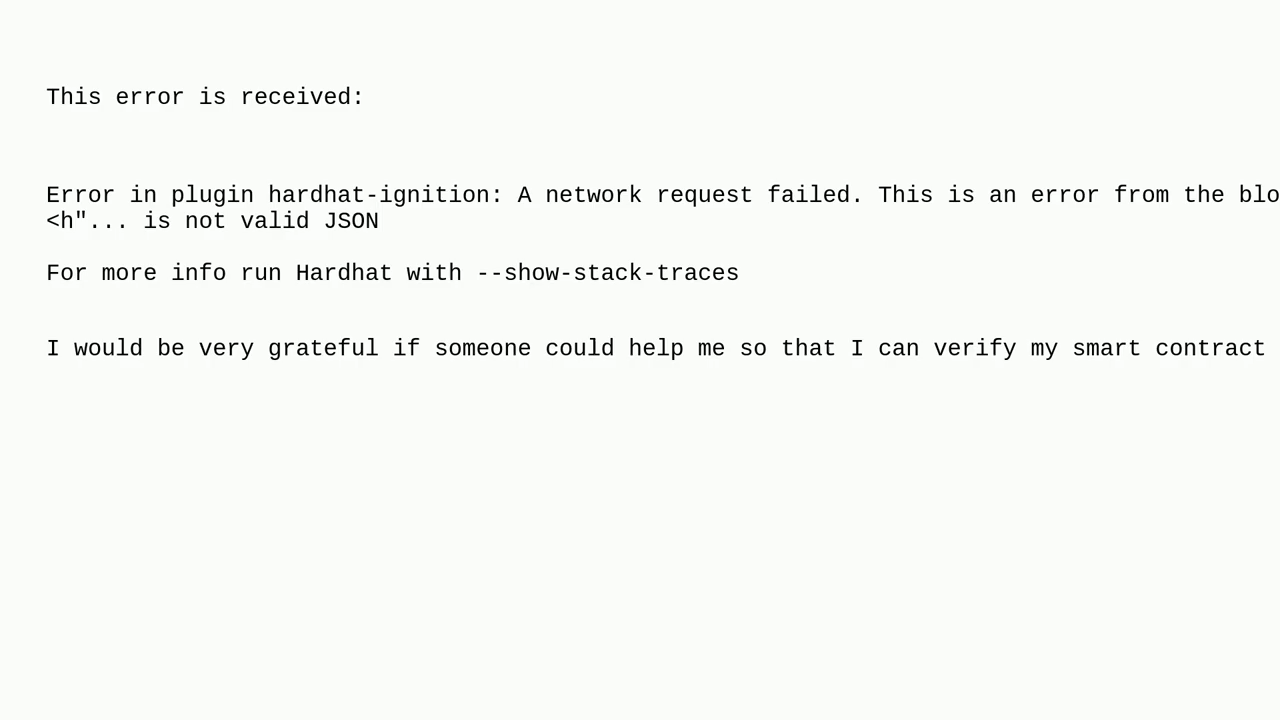 This error is received:
Error in plugin hardhat-ignition: A network request failed. This is an error from the blo
<h"... is not valid JSON
For more info run Hardhat with --show-stack-traces
I would be very grateful if someone could help me so that I can verify my smart contract